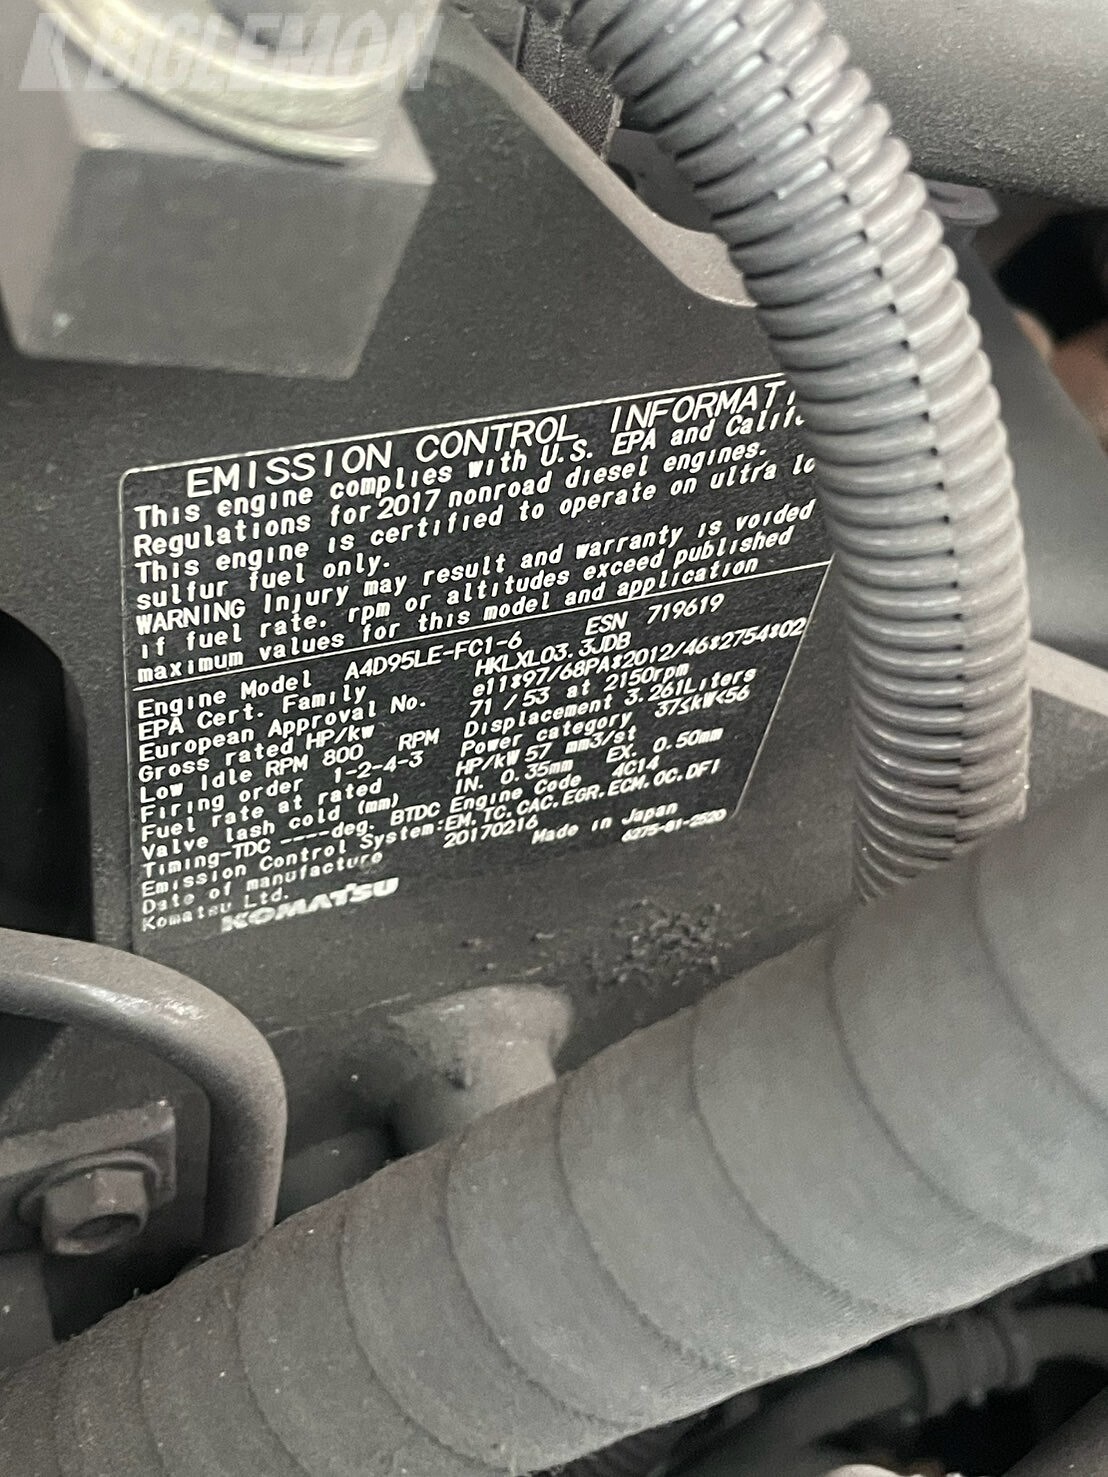 BIGLEMON
EMISSION CONTROL INFORMATI
This engine complies with U.S. EPA and Califo
Regulations for 2017 nonroad diesel engines.
This engine is certified to operate on ultra lo
sulfur fuel only.
WARNING Injury may result and warranty is voided
if fuel rate. rpm or altitudes exceed published
maximum values for this model and application
Engine Model A4D95LE-FC1-6 ESN 719619
EPA Cert. Family HKLXL03.3JDB
European Approval No. e11*97/68PA*2012/46*2754*02
Gross rated HP/kw 71 / 53 at 2150rpm
Low Idle RPM 800 RPM Displacement 3.261Liters
Firing order 1-2-4-3 Power category 37≤kW<56
Fuel rate at rated HP/kW 57 mm3/st
Valve lash cold (mm) IN. 0.35mm EX. 0.50mm
Timing-TDC ----deg. BTDC Engine Code 4C14
Emission Control System:EM.TC.CAC.EGR.ECM.OC.DFI
Date of manufacture 20170216
Komatsu Ltd. Made in Japan
KOMATSU 6275-81-2520